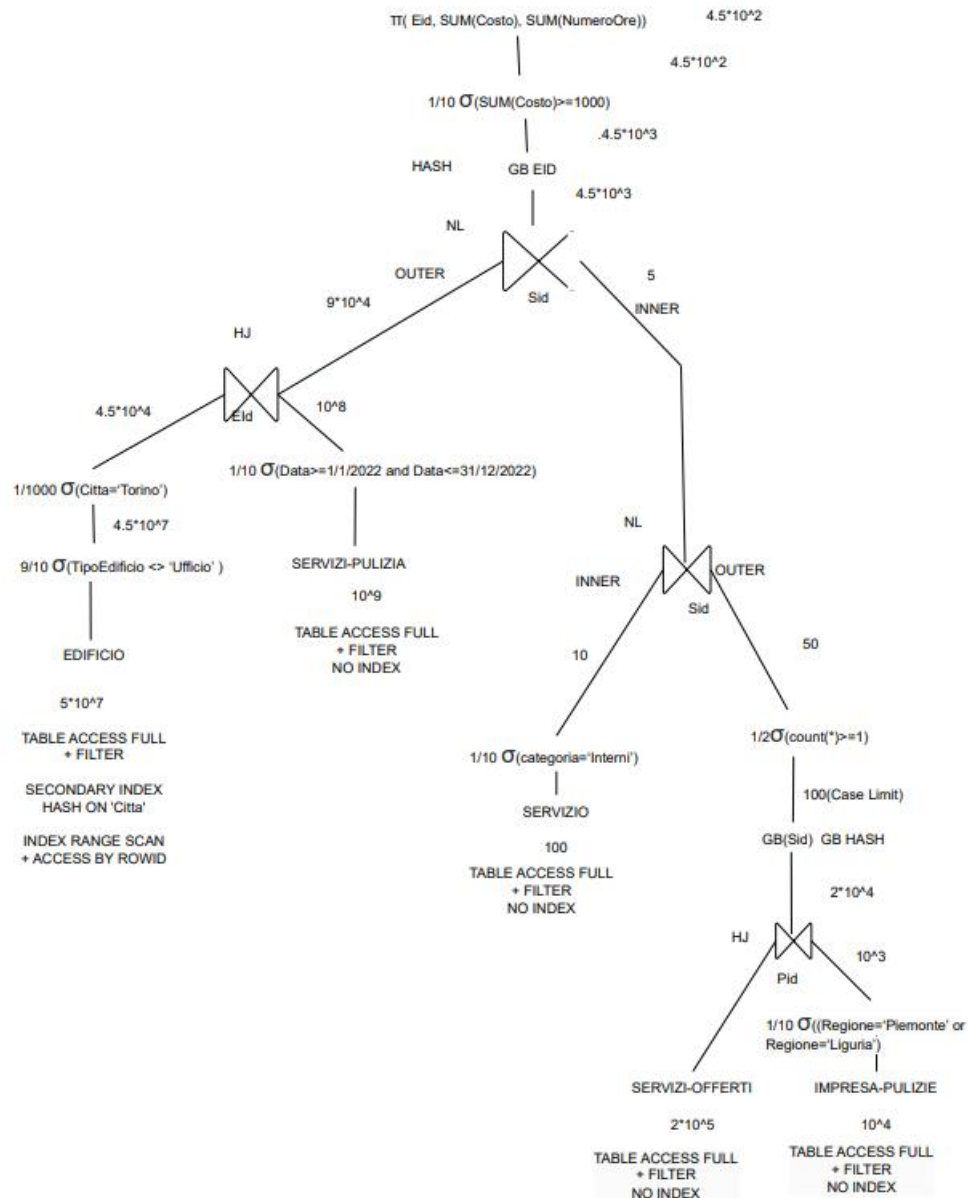 π( Eid, SUM(Costo), SUM(NumeroOre))
4.5*10^2
4.5*10^2
1/10 σ(SUM(Costo)>=1000)
.4.5*10^3
HASH
GB EID
4.5*10^3
NL
OUTER
Sid
5
INNER
9*10^4
HJ
EId
4.5*10^4
10^8
1/1000 σ(Citta='Torino')
1/10 σ(Data>=1/1/2022 and Data<=31/12/2022)
4.5*10^7
9/10 σ(TipoEdificio <> 'Ufficio' )
SERVIZI-PULIZIA
10^9
TABLE ACCESS FULL
+ FILTER
NO INDEX
EDIFICIO
5*10^7
TABLE ACCESS FULL
+ FILTER
SECONDARY INDEX
HASH ON 'Citta'
INDEX RANGE SCAN
+ ACCESS BY ROWID
NL
INNER
OUTER
Sid
10
50
1/10 σ(categoria='Interni')
SERVIZIO
100
TABLE ACCESS FULL
+ FILTER
NO INDEX
1/2σ(count(*)>=1)
100(Case Limit)
GB(Sid) GB HASH
2*10^4
HJ
Pid
10^3
1/10 σ((Regione='Piemonte' or
Regione='Liguria')
SERVIZI-OFFERTI
2*10^5
TABLE ACCESS FULL
+ FILTER
NO INDEX
IMPRESA-PULIZIE
10^4
TABLE ACCESS FULL
+ FILTER
NO INDEX